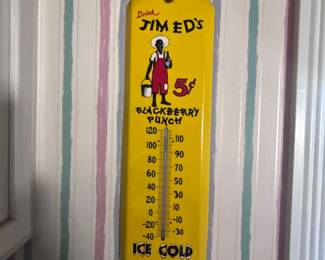 Drink
JIM ED'S
5¢
BLACKBERRY
PUNCH
120 110
100 90
80 70
60 50
40 30
20 10
0 -10
-20 -30
-40
ICE COLD